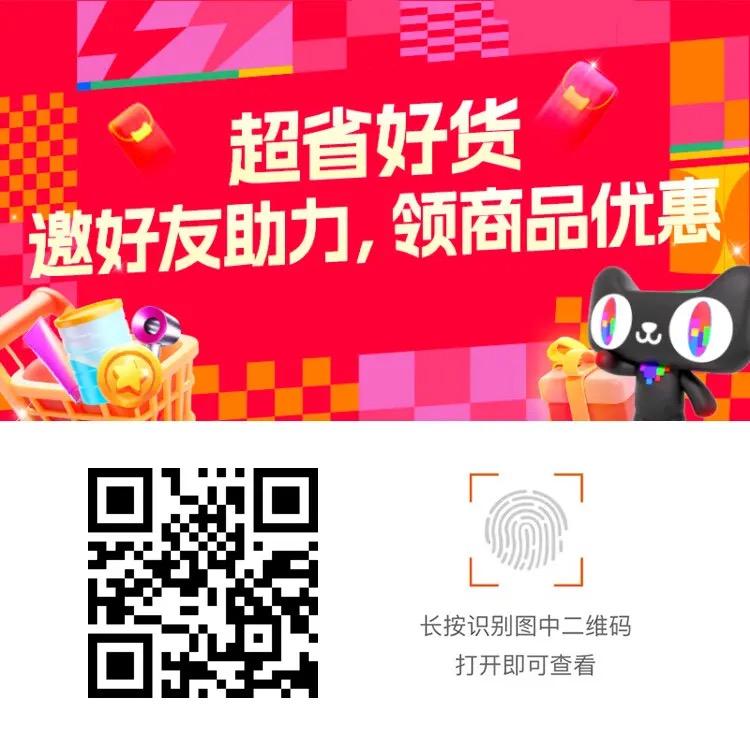 超省好货
邀好友助力，领商品优惠
长按识别图中二维码
打开即可查看